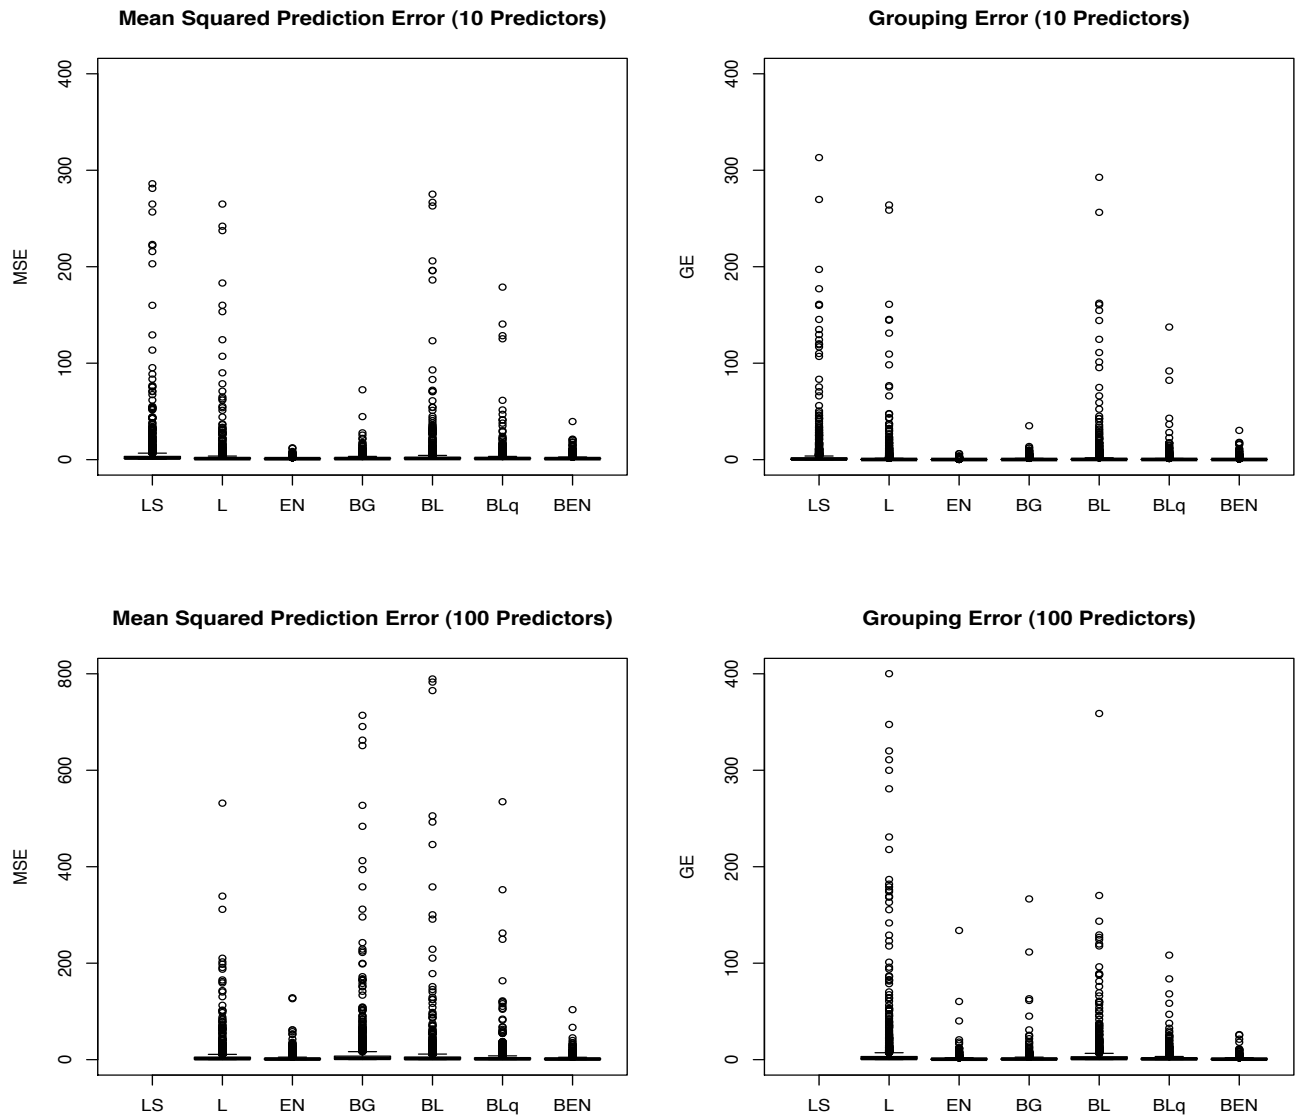 Mean Squared Prediction Error (10 Predictors)
MSE
400
300
200
100
0
LS L EN BG BL BLq BEN
Grouping Error (10 Predictors)
GE
400
300
200
100
0
LS L EN BG BL BLq BEN
Mean Squared Prediction Error (100 Predictors)
MSE
800
600
400
200
0
LS L EN BG BL BLq BEN
Grouping Error (100 Predictors)
GE
400
300
200
100
0
LS L EN BG BL BLq BEN